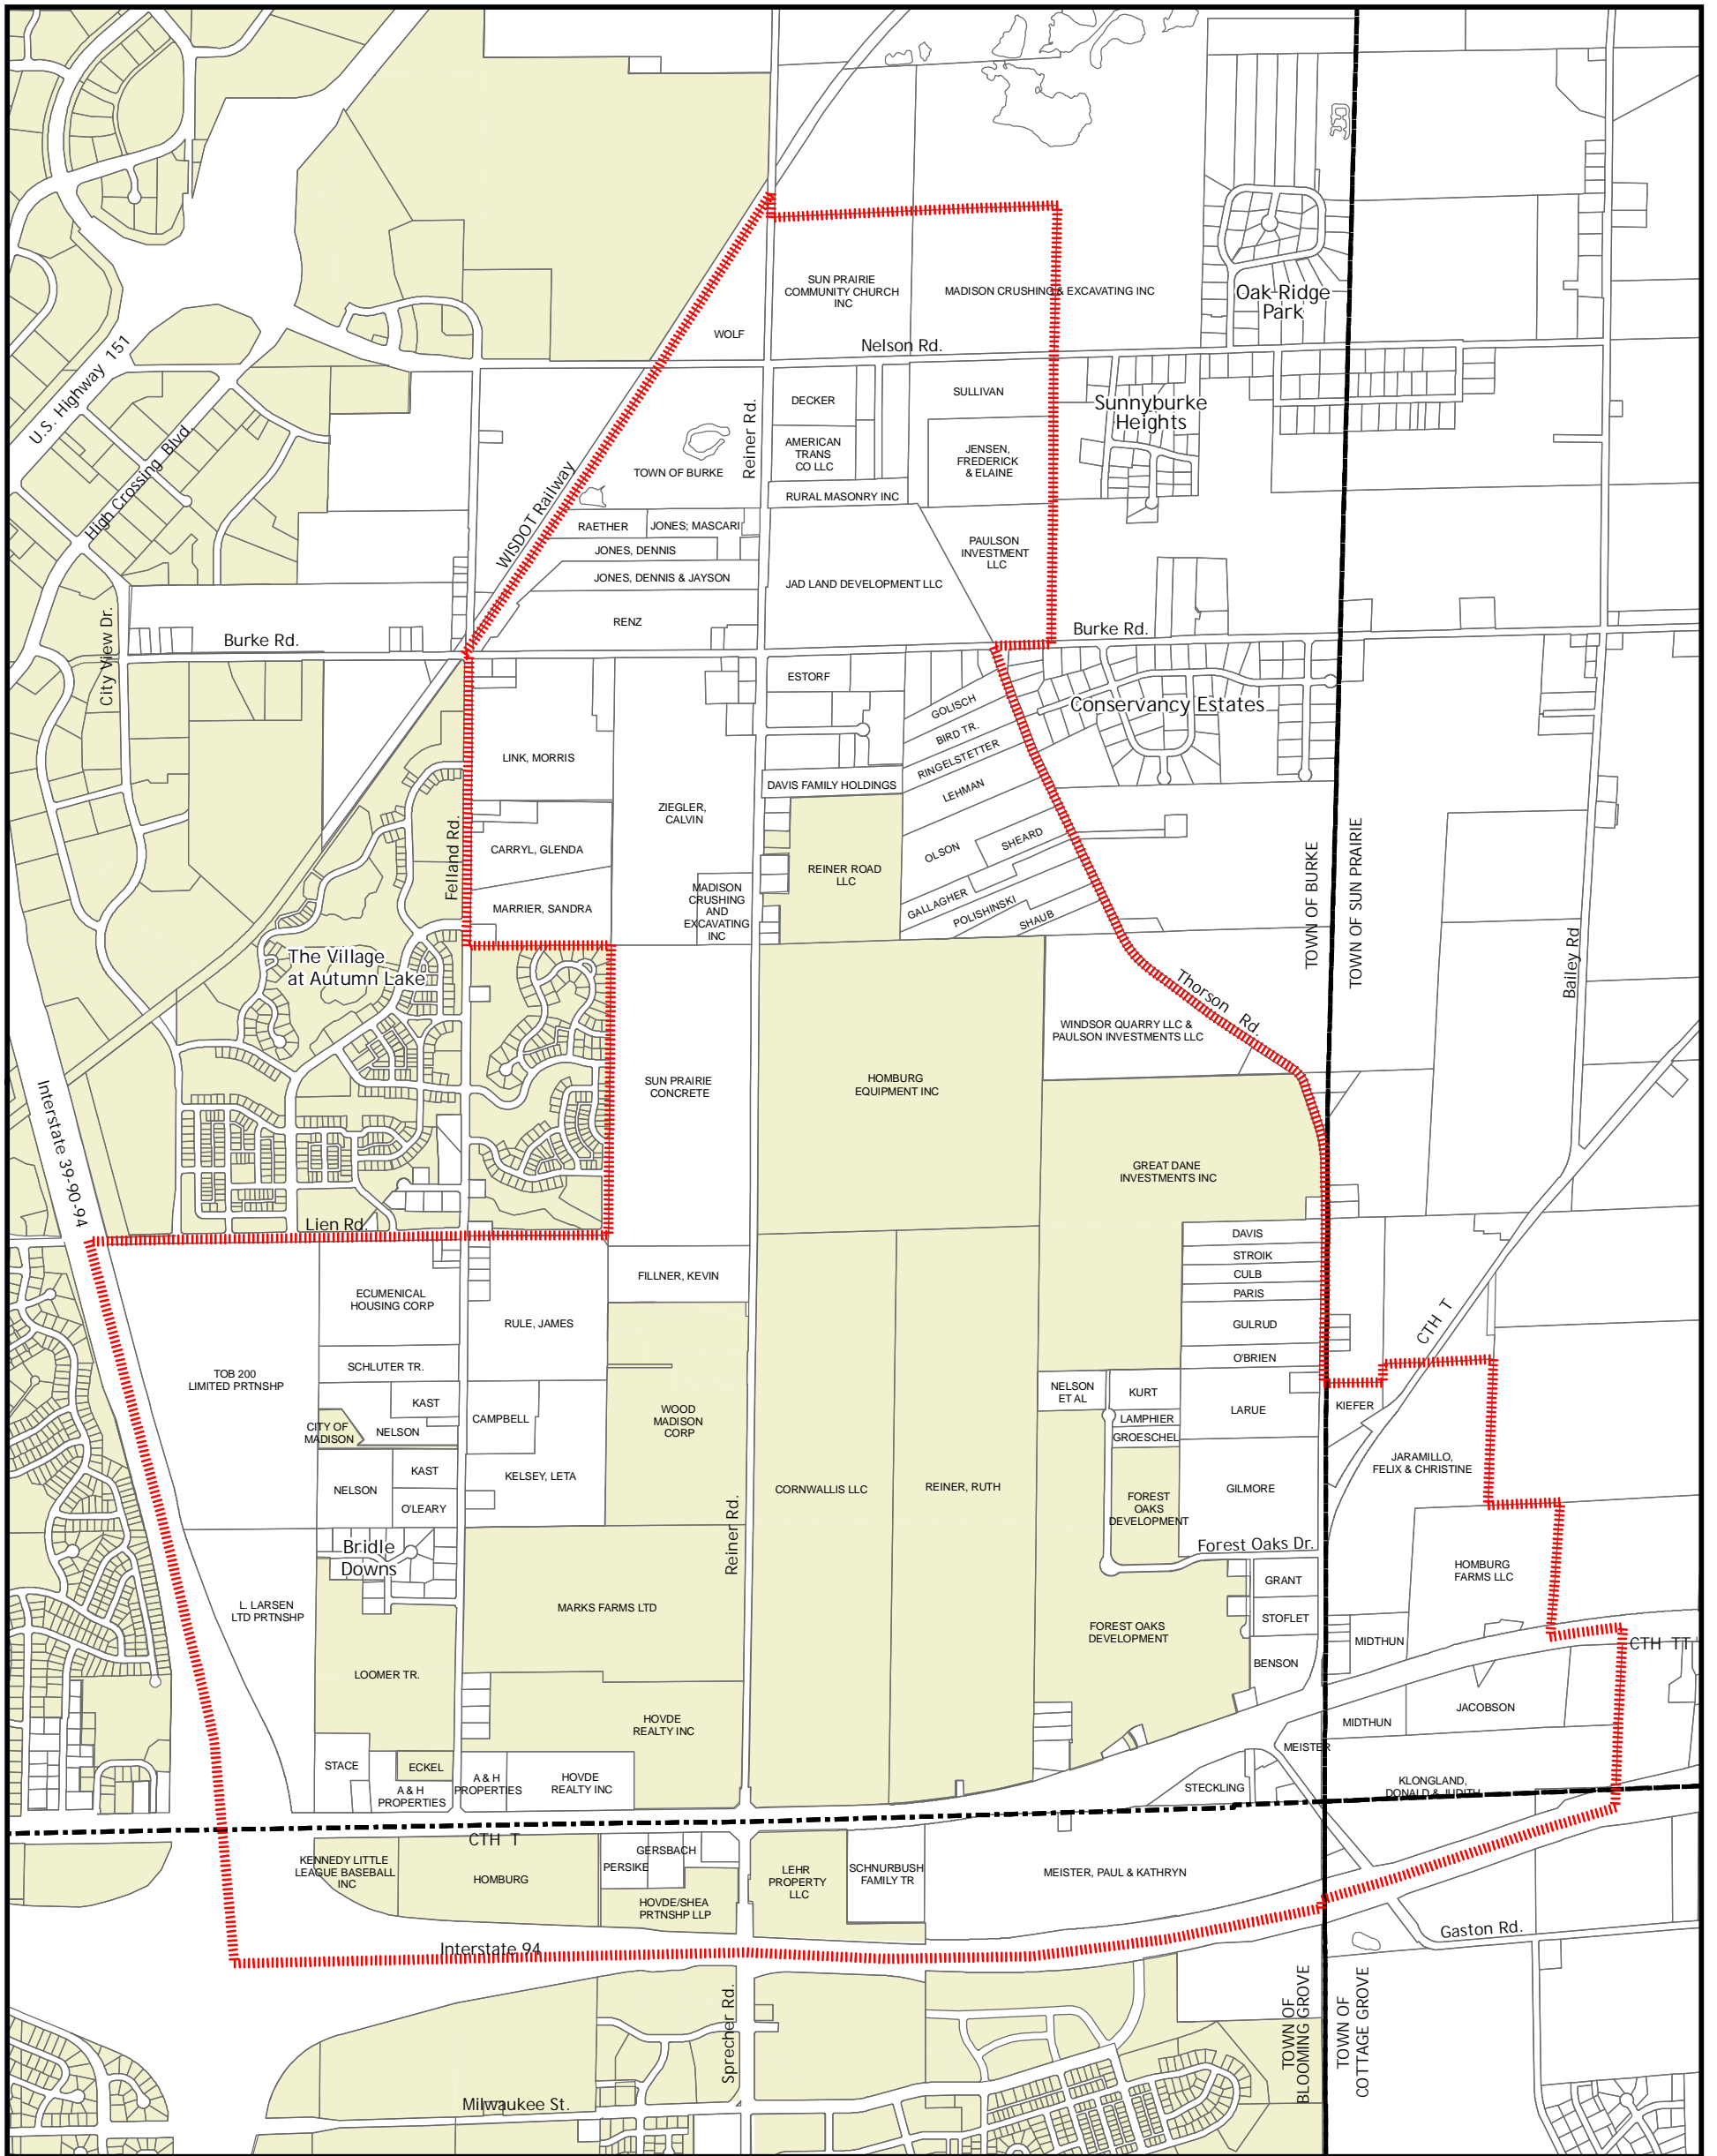 SUN PRAIRIE
COMMUNITY CHURCH
INC
MADISON CRUSHING & EXCAVATING INC
Oak Ridge
Park
WOLF
Nelson Rd.
U.S. Highway 151
High Crossing Blvd.
DECKER
SULLIVAN
Sunnyburke
Heights
Reiner Rd.
AMERICAN
TRANS
CO LLC
JENSEN,
FREDERICK
& ELAINE
TOWN OF BURKE
RURAL MASONRY INC
WISDOT Railway
RAETHER
JONES; MASCARI
JONES, DENNIS
PAULSON
INVESTMENT
LLC
JONES, DENNIS & JAYSON
JAD LAND DEVELOPMENT LLC
RENZ
City View Dr.
Burke Rd.
Burke Rd.
ESTORF
GOLISCH
Conservancy Estates
BIRD TR.
LINK, MORRIS
RINGELSTETTER
DAVIS FAMILY HOLDINGS
LEHMAN
ZIEGLER,
CALVIN
Felland Rd.
CARRYL, GLENDA
OLSON
SHEARD
REINER ROAD
LLC
TOWN OF BURKE
TOWN OF SUN PRAIRIE
MARRIER, SANDRA
MADISON
CRUSHING
AND
EXCAVATING
INC
GALLAGHER
POLISHINSKI
SHAUB
Bailey Rd
The Village
at Autumn Lake
Thorson Rd.
WINDSOR QUARRY LLC &
PAULSON INVESTMENTS LLC
SUN PRAIRIE
CONCRETE
HOMBURG
EQUIPMENT INC
Interstate 39-90-94
GREAT DANE
INVESTMENTS INC
Lien Rd.
DAVIS
STROIK
CULB
PARIS
GULRUD
O'BRIEN
FILLNER, KEVIN
ECUMENICAL
HOUSING CORP
RULE, JAMES
CTH T
TOB 200
LIMITED PRTNSHP
SCHLUTER TR.
NELSON
ET AL
KURT
LARUE
KIEFER
KAST
CAMPBELL
WOOD
MADISON
CORP
LAMPHIER
CITY OF
MADISON
NELSON
GROESCHEL
JARAMILLO,
FELIX & CHRISTINE
KAST
KELSEY, LETA
NELSON
CORNWALLIS LLC
REINER, RUTH
GILMORE
O'LEARY
FOREST
OAKS
DEVELOPMENT
Reiner Rd.
Bridle
Downs
Forest Oaks Dr.
HOMBURG
FARMS LLC
GRANT
L. LARSEN
LTD PRTNSHP
MARKS FARMS LTD
STOFLET
FOREST OAKS
DEVELOPMENT
MIDTHUN
CTH TT
LOOMER TR.
BENSON
JACOBSON
HOVDE
REALTY INC
MIDTHUN
MEISTER
STACE
ECKEL
A & H
PROPERTIES
A & H
PROPERTIES
HOVDE
REALTY INC
STECKLING
KLONGLAND,
DONALD & JUDITH
CTH T
KENNEDY LITTLE
LEAGUE BASEBALL
INC
HOMBURG
GERSBACH
PERSIKE
LEHR
PROPERTY
LLC
SCHNURBUSH
FAMILY TR
MEISTER, PAUL & KATHRYN
HOVDE/SHEA
PRTNSHP LLP
Gaston Rd.
Interstate 94
Sprecher Rd.
TOWN OF
BLOOMING GROVE
TOWN OF
COTTAGE GROVE
Milwaukee St.